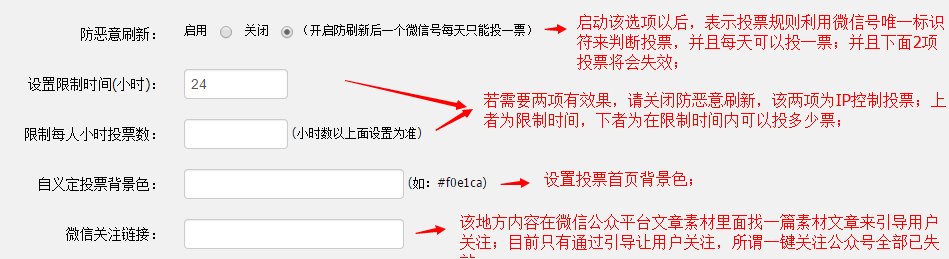 防恶意刷新: 启用 关闭 (开启防刷新后一个微信号每天只能投一票)
启动该选项以后，表示投票规则利用微信号唯一标识
符来判断投票，并且每天可以投一票；并且下面2项
投票将会失效；
设置限制时间(小时): 24
若需要两项有效果，请关闭防恶意刷新，该两项为IP控制投票；上
者为限制时间，下者为在限制时间内可以投多少票；
限制每人小时投票数: (小时数以上面设置为准)
自义定投票背景色: (如: #f0e1ca)
设置投票首页背景色；
微信关注链接:
该地方内容在微信公众平台文章素材里面找一篇素材文章来引导用户
关注；目前只有通过引导让用户关注，所谓一键关注公众号全部已失